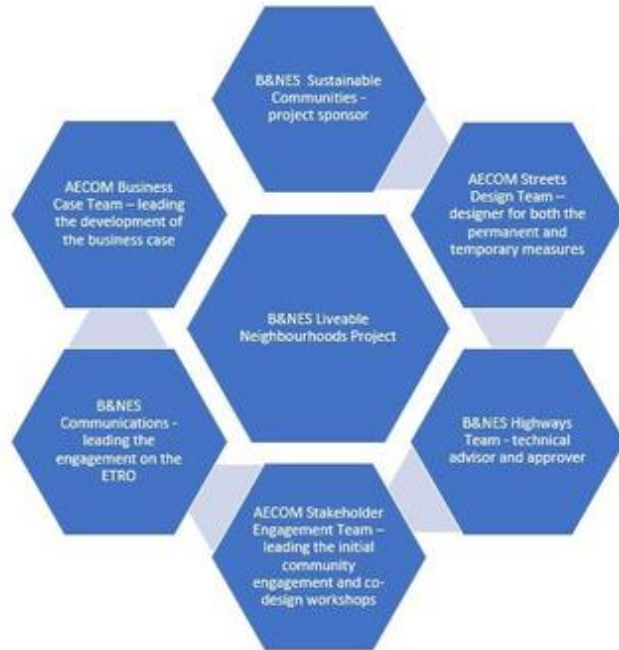 B&NES Sustainable
Communities -
project sponsor
AECOM Streets
Design Team –
designer for both the
permanent and
temporary measures
B&NES Highways
Team - technical
advisor and approver
AECOM Stakeholder
Engagement Team –
leading the initial
community
engagement and co-
design workshops
B&NES
Communications -
leading the
engagement on the
ETRO
AECOM Business
Case Team – leading
the development of
the business case
B&NES Liveable
Neighbourhoods Project